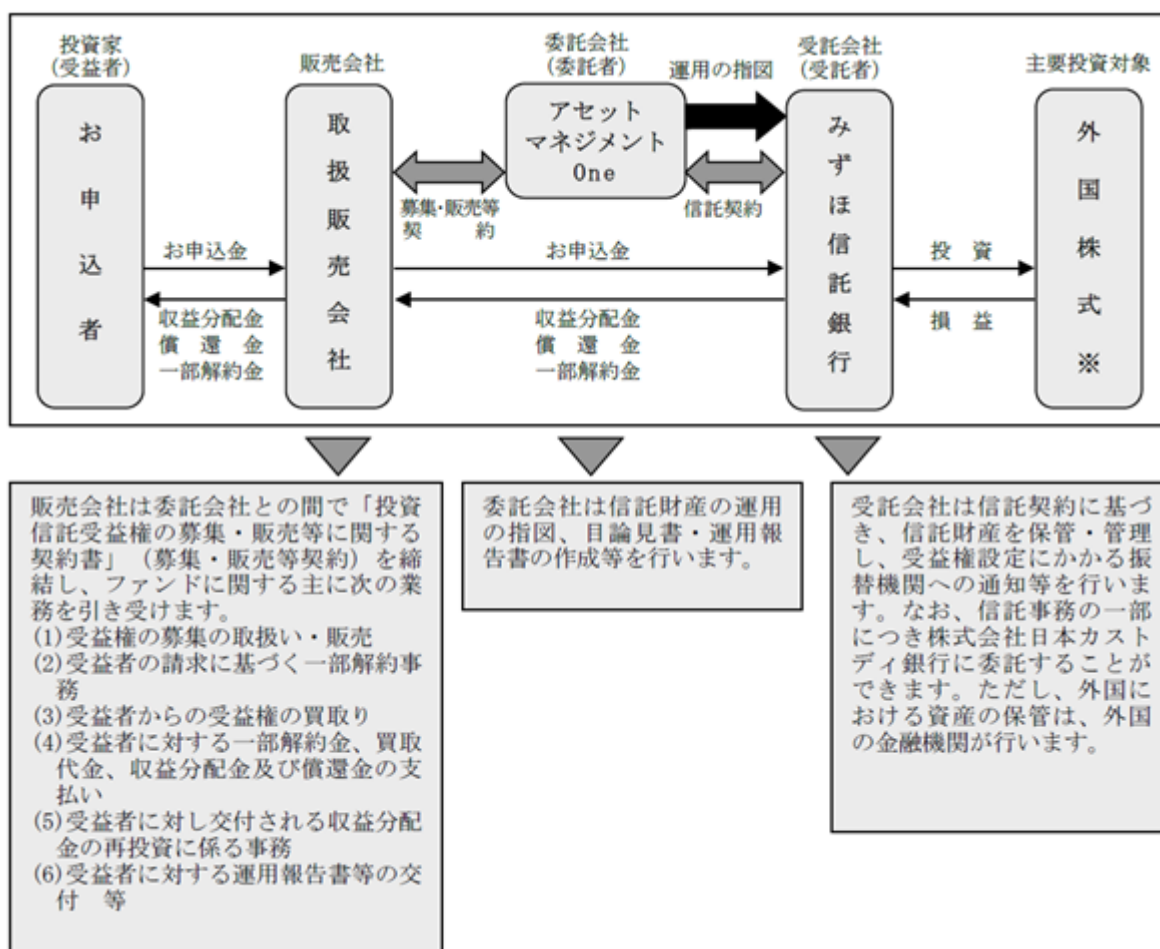 投資家
(受益者)
販売会社
委託会社
(委託者)
運用の指図
受託会社
(受託者)
主要投資対象
お申込者
取扱販売会社
アセット
マネジメント
One
みずほ信託銀行
外国株式※
募集・販売等
契　　約
信託契約
お申込金
お申込金
投　資
収益分配金
償　還　金
一部解約金
収益分配金
償　還　金
一部解約金
損　益
販売会社は委託会社との間で「投資
信託受益権の募集・販売等に関する
契約書」（募集・販売等契約）を締
結し、ファンドに関する主に次の業
務を引き受けます。
(1)受益権の募集の取扱い・販売
(2)受益者の請求に基づく一部解約事
務
(3)受益者からの受益権の買取り
(4)受益者に対する一部解約金、買取
代金、収益分配金及び償還金の支
払い
(5)受益者に対し交付される収益分配
金の再投資に係る事務
(6)受益者に対する運用報告書等の交
付　等
委託会社は信託財産の運用
の指図、目論見書・運用報
告書の作成等を行います。
受託会社は信託契約に基づ
き、信託財産を保管・管理
し、受益権設定にかかる振
替機関への通知等を行いま
す。なお、信託事務の一部
につき株式会社日本カスト
ディ銀行に委託することが
できます。ただし、外国に
おける資産の保管は、外国
の金融機関が行います。